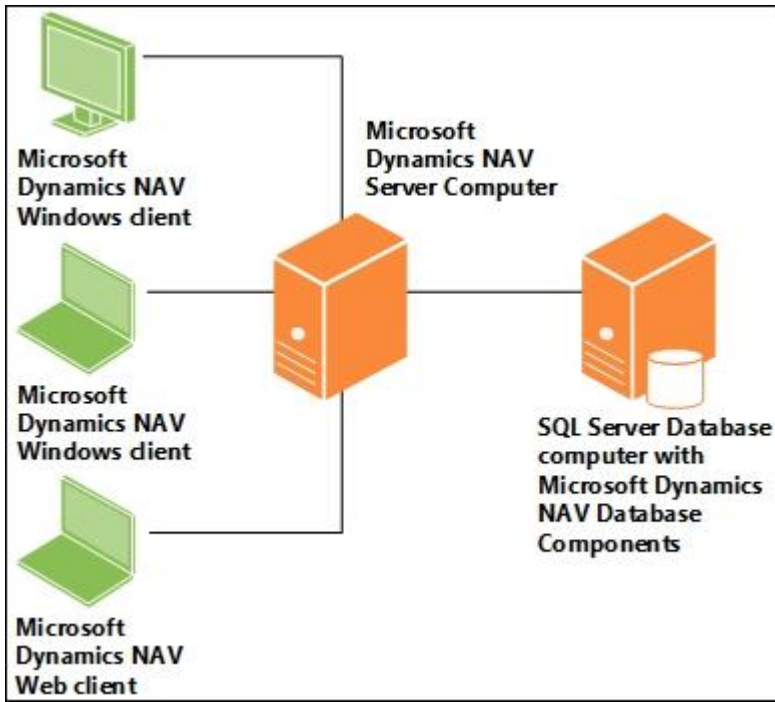 Microsoft
Dynamics NAV
Windows client
Microsoft
Dynamics NAV
Server Computer
Microsoft
Dynamics NAV
Windows client
SQL Server Database
computer with
Microsoft Dynamics
NAV Database
Components
Microsoft
Dynamics NAV
Web client